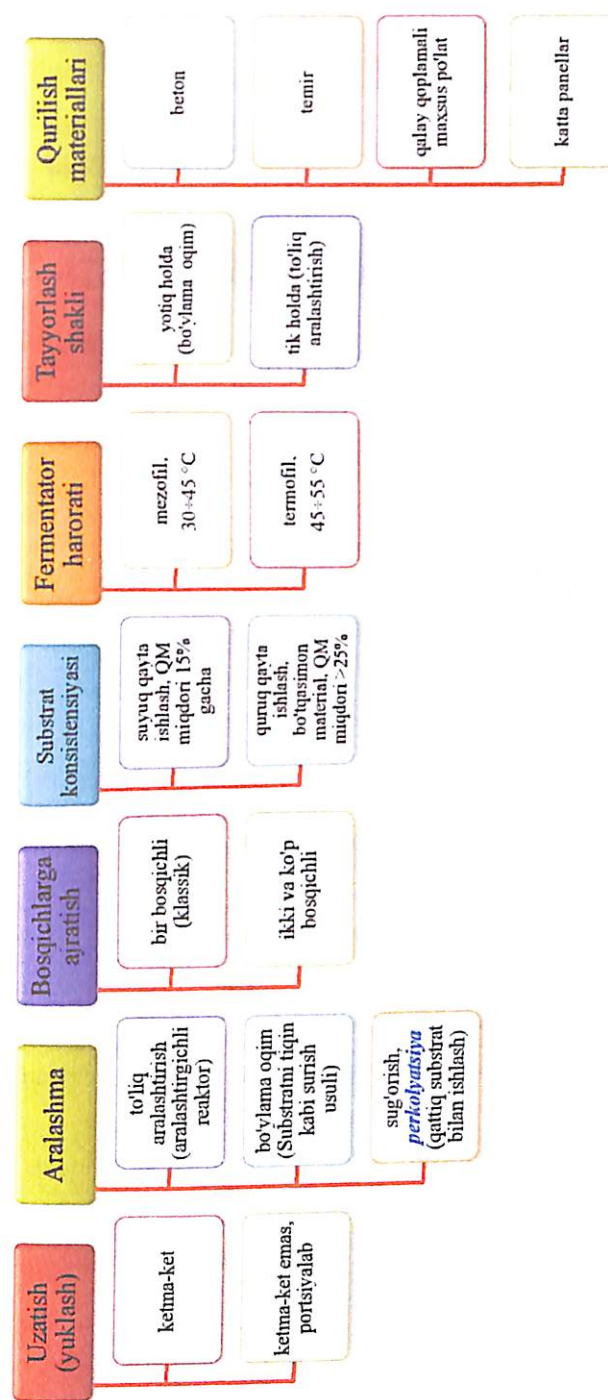 Uzatish
(yuklash)
ketma-ket
ketma-ket emas,
portsiyalab
Aralashma
to'liq
aralashtirish
(aralashtirgichli
reaktor)
bo'ylama oqim
(Substratni tiqin
kabi surish
usuli)
sug'orish,
perkolyatsiya
(qattiq substrat
bilan ishlash)
Bosqichlarga
ajratish
bir bosqichli
(klassik)
ikki va ko'p
bosqichli
Substrat
konsistensiyasi
suyuq qayta
ishlash, QM
miqdori 15%
gacha
quruq qayta
ishlash,
bo'tqasimon
material, QM
miqdori >25%
Fermentator
harorati
mezofil.
30÷45 °C
termofil.
45÷55 °C
Tayyorlash
shakli
yotiq holda
(bo'ylama oqim)
tik holda (to'liq
aralashtirish)
Qurilish
materiallari
beton
temir
qalay qoplamali
maxsus po'lat
katta panellar